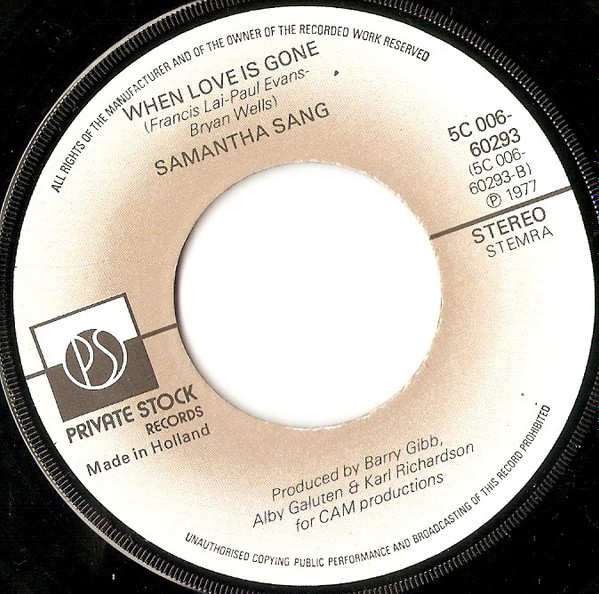 ALL RIGHTS OF THE MANUFACTURER AND OF THE OWNER OF THE RECORDED WORK RESERVED
WHEN LOVE IS GONE
(Francis Lai-Paul Evans-
Bryan Wells)
SAMANTHA SANG
5C 006-
60293
(5C 006-
60293-B)
℗ 1977
STEREO
STEMRA
PS
PRIVATE STOCK
RECORDS
Made in Holland
Produced by Barry Gibb,
Alby Galuten & Karl Richardson
for CAM productions
UNAUTHORISED COPYING PUBLIC PERFORMANCE AND BROADCASTING OF THIS RECORD PROHIBITED